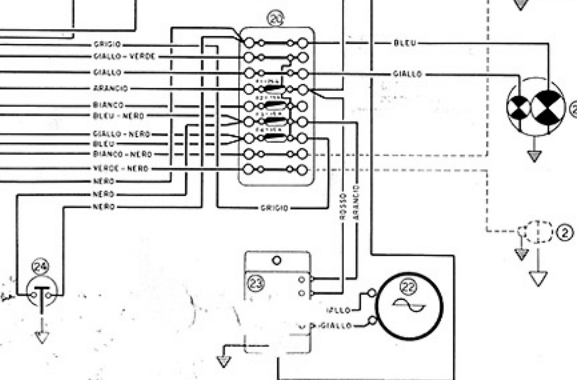 20
GRIGIO
BLEU
GIALLO - VERDE
GIALLO
GIALLO
ARANCIO
BIANCO
BLEU - NERO
GIALLO - NERO
BLEU
BIANCO - NERO
VERDE - NERO
NERO
NERO
NERO
GRIGIO
ROSSO
ARANCIO
2
24
23
22
GIALLO